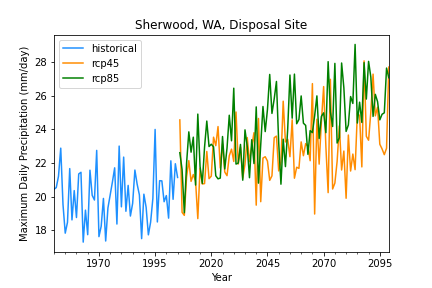 Sherwood, WA, Disposal Site
historical
rcp45
rcp85
Maximum Daily Precipitation (mm/day)
28
26
24
22
20
18
1970
1995
2020
2045
2070
2095
Year